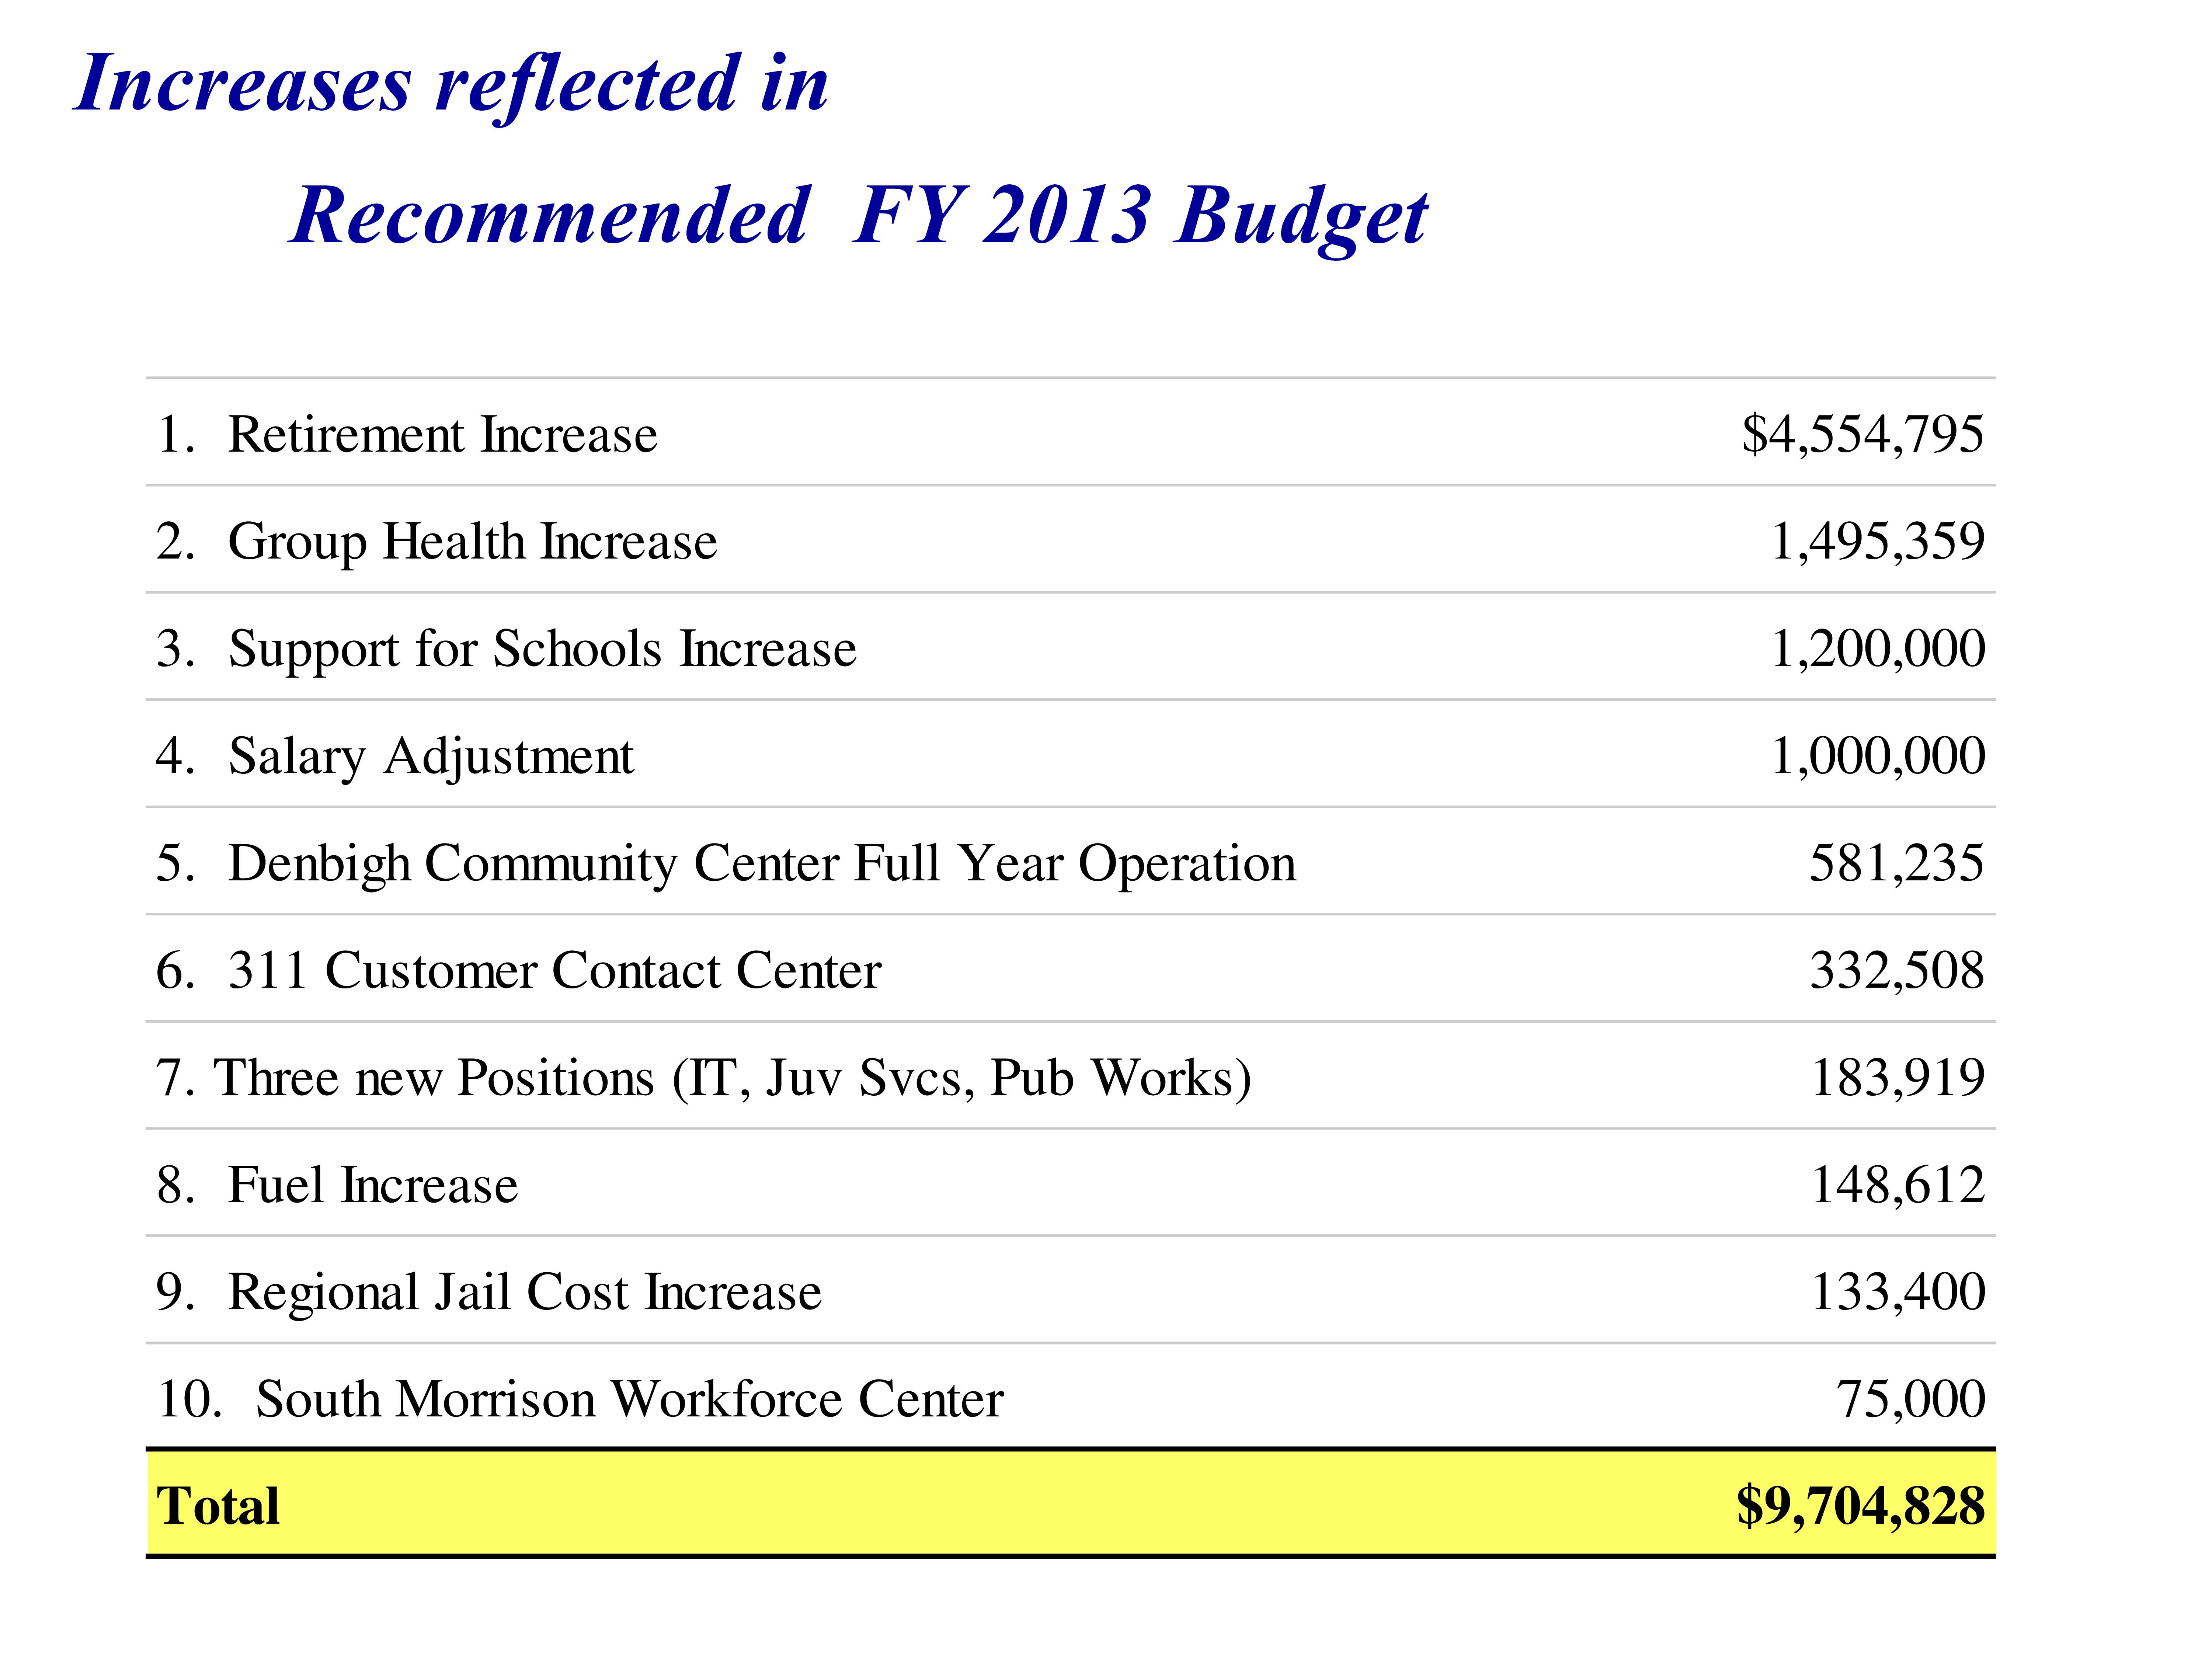 Increases reflected in
Recommended FY 2013 Budget
1. Retirement Increase $4,554,795
2. Group Health Increase 1,495,359
3. Support for Schools Increase 1,200,000
4. Salary Adjustment 1,000,000
5. Denbigh Community Center Full Year Operation 581,235
6. 311 Customer Contact Center 332,508
7. Three new Positions (IT, Juv Svcs, Pub Works) 183,919
8. Fuel Increase 148,612
9. Regional Jail Cost Increase 133,400
10. South Morrison Workforce Center 75,000
Total $9,704,828